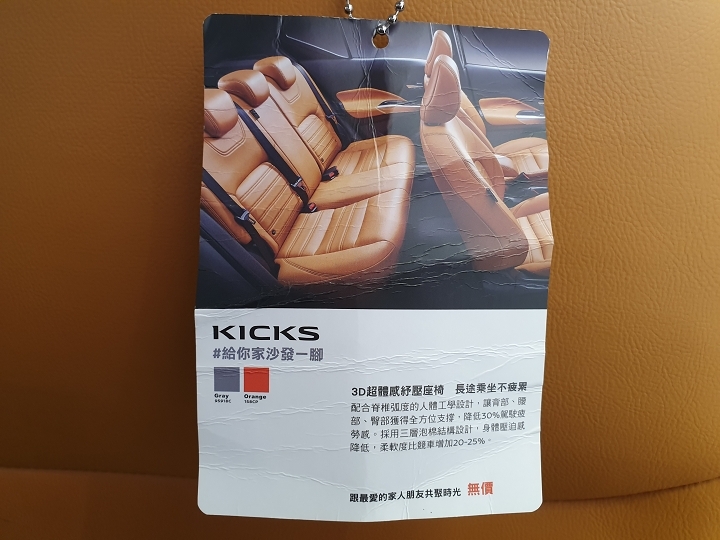 KICKS
#給你家沙發一腳
Gray Orange
9591BC 166CP
3D超體感紓壓座椅 長途乘坐不疲累
配合脊椎弧度的人體工學設計，讓背部、腰
部、臀部獲得全方位支撐，降低30%駕駛疲
勞感。採用三層泡棉結構設計，身體壓迫感
降低，柔軟度比競車增加20-25%。
跟最愛的家人朋友共聚時光 無價